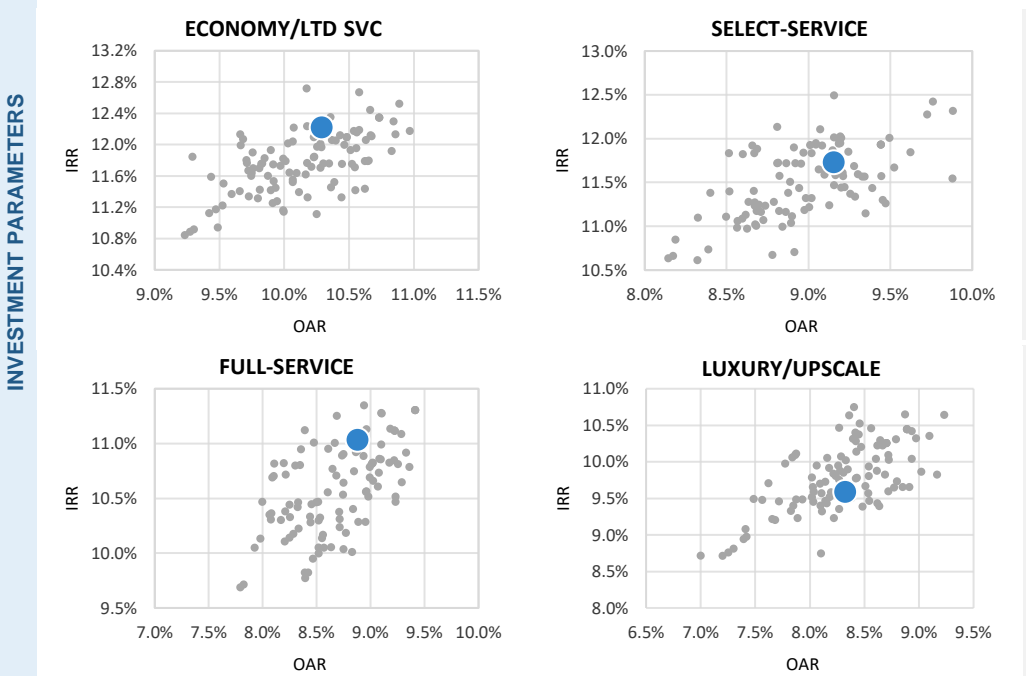 INVESTMENT PARAMETERS
ECONOMY/LTD SVC
13.2%
12.8%
12.4%
12.0%
11.6%
11.2%
10.8%
10.4%
IRR
9.0% 9.5% 10.0% 10.5% 11.0% 11.5%
OAR
SELECT-SERVICE
13.0%
12.5%
12.0%
11.5%
11.0%
10.5%
IRR
8.0% 8.5% 9.0% 9.5% 10.0%
OAR
FULL-SERVICE
11.5%
11.0%
10.5%
10.0%
9.5%
IRR
7.0% 7.5% 8.0% 8.5% 9.0% 9.5% 10.0%
OAR
LUXURY/UPSCALE
11.0%
10.5%
10.0%
9.5%
9.0%
8.5%
8.0%
IRR
6.5% 7.0% 7.5% 8.0% 8.5% 9.0% 9.5%
OAR